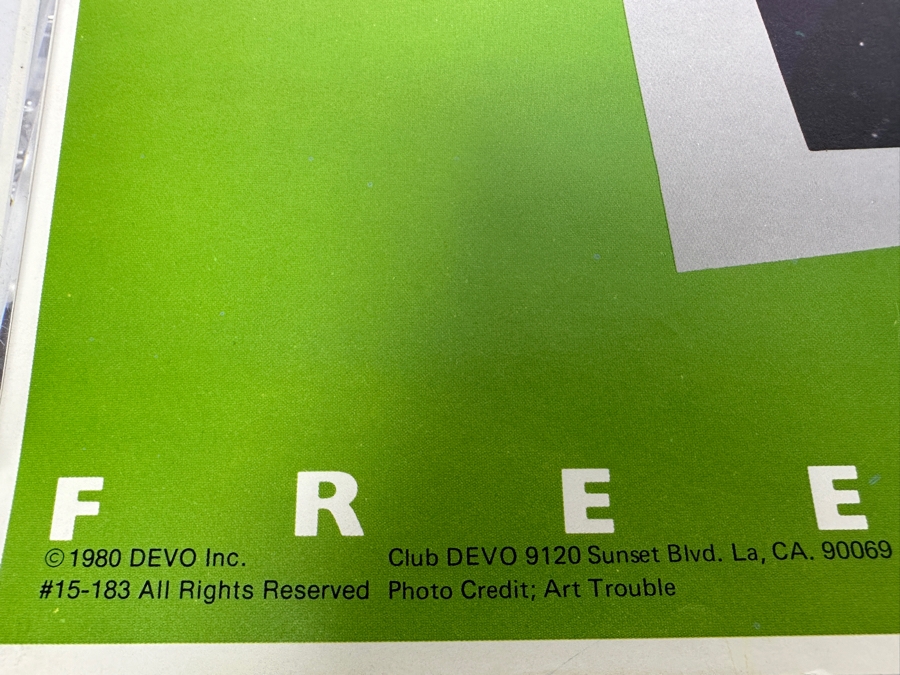 F R E E
© 1980 DEVO Inc. Club DEVO 9120 Sunset Blvd. La, CA. 90069
#15-183 All Rights Reserved Photo Credit; Art Trouble